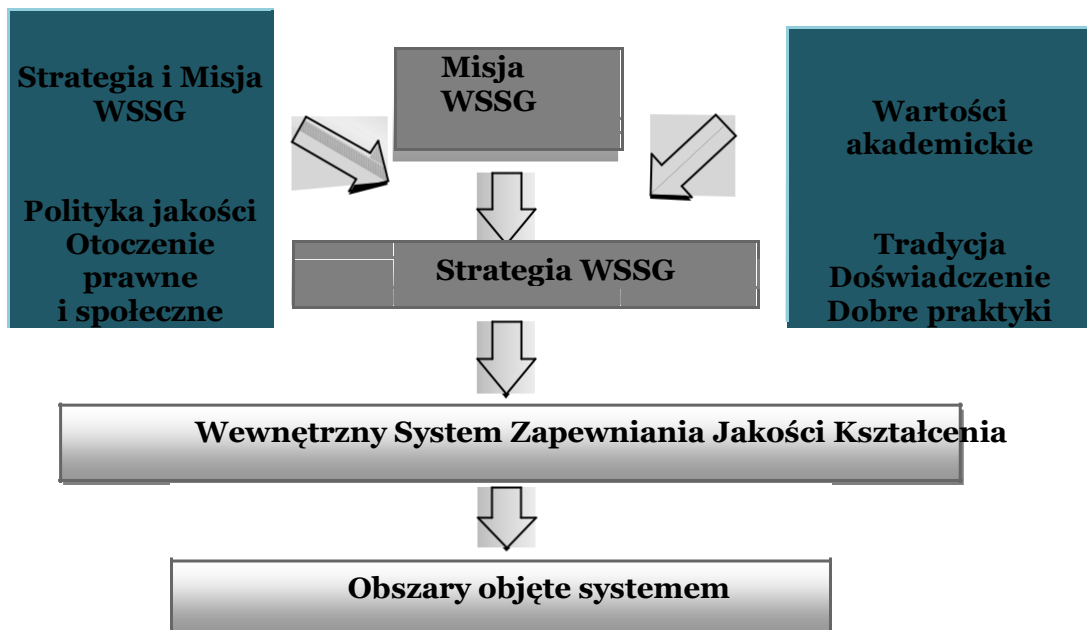 Strategia i Misja
WSSG
Polityka jakości
Otoczenie
prawne
i społeczne
Misja
WSSG
Wartości
akademickie
Tradycja
Doświadczenie
Dobre praktyki
Strategia WSSG
Wewnętrzny System Zapewniania Jakości Kształcenia
Obszary objęte systemem